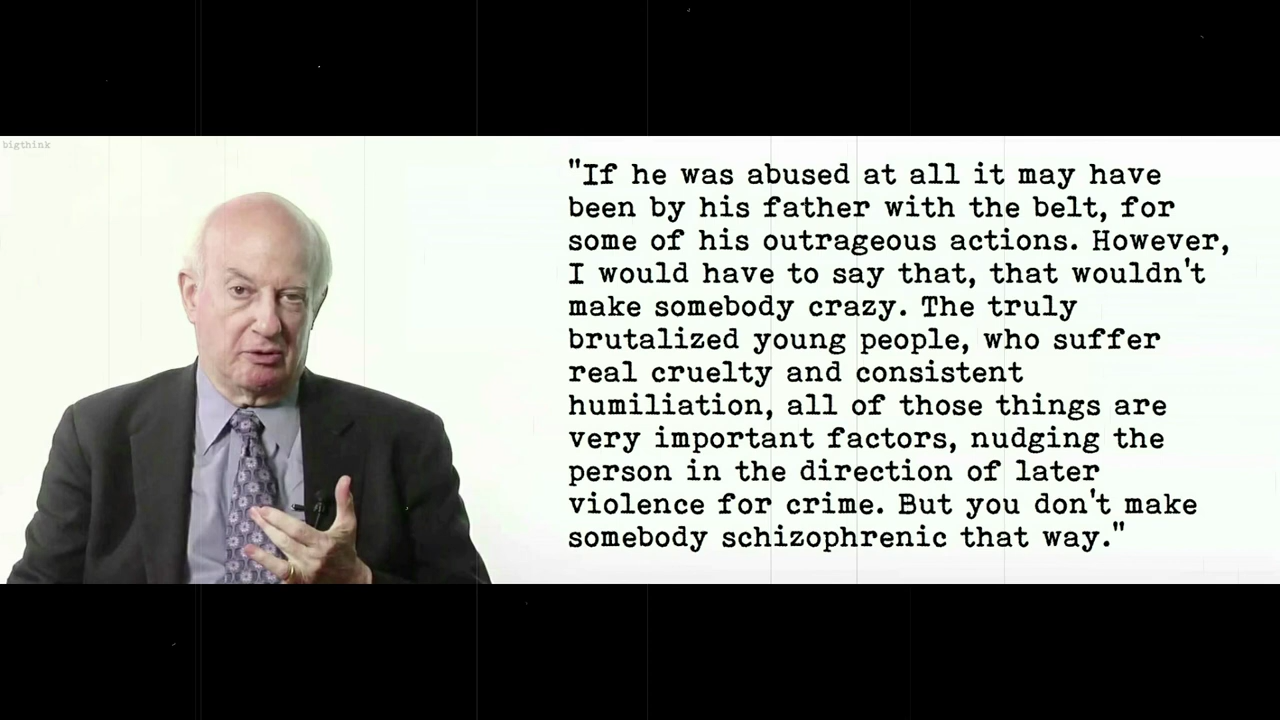 bigthink
"If he was abused at all it may have
been by his father with the belt, for
some of his outrageous actions. However,
I would have to say that, that wouldn't
make somebody crazy. The truly
brutalized young people, who suffer
real cruelty and consistent
humiliation, all of those things are
very important factors, nudging the
person in the direction of later
violence for crime. But you don't make
somebody schizophrenic that way."